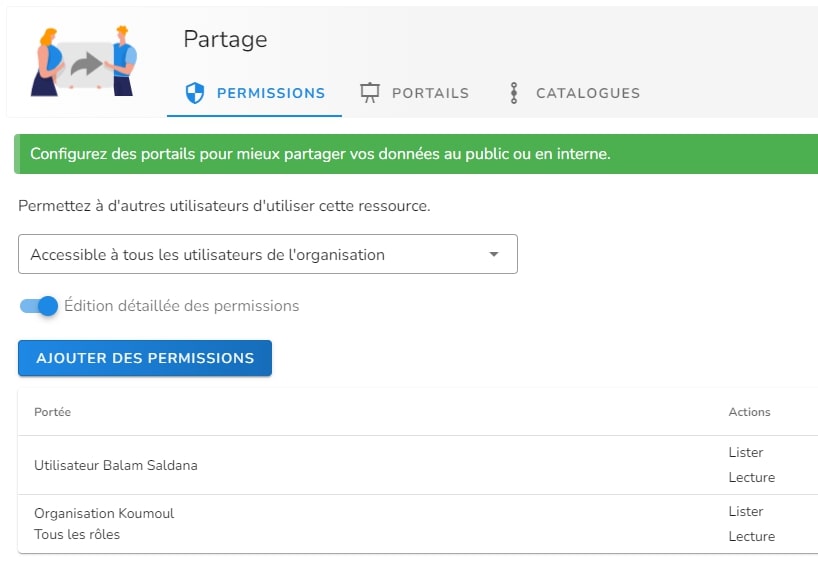 Partage
PERMISSIONS
PORTAILS
CATALOGUES
Configurez des portails pour mieux partager vos données au public ou en interne.
Permettez à d'autres utilisateurs d'utiliser cette ressource.
Accessible à tous les utilisateurs de l'organisation
Édition détaillée des permissions
AJOUTER DES PERMISSIONS
Portée
Actions
Utilisateur Balam Saldana
Lister
Lecture
Organisation Koumoul
Tous les rôles
Lister
Lecture